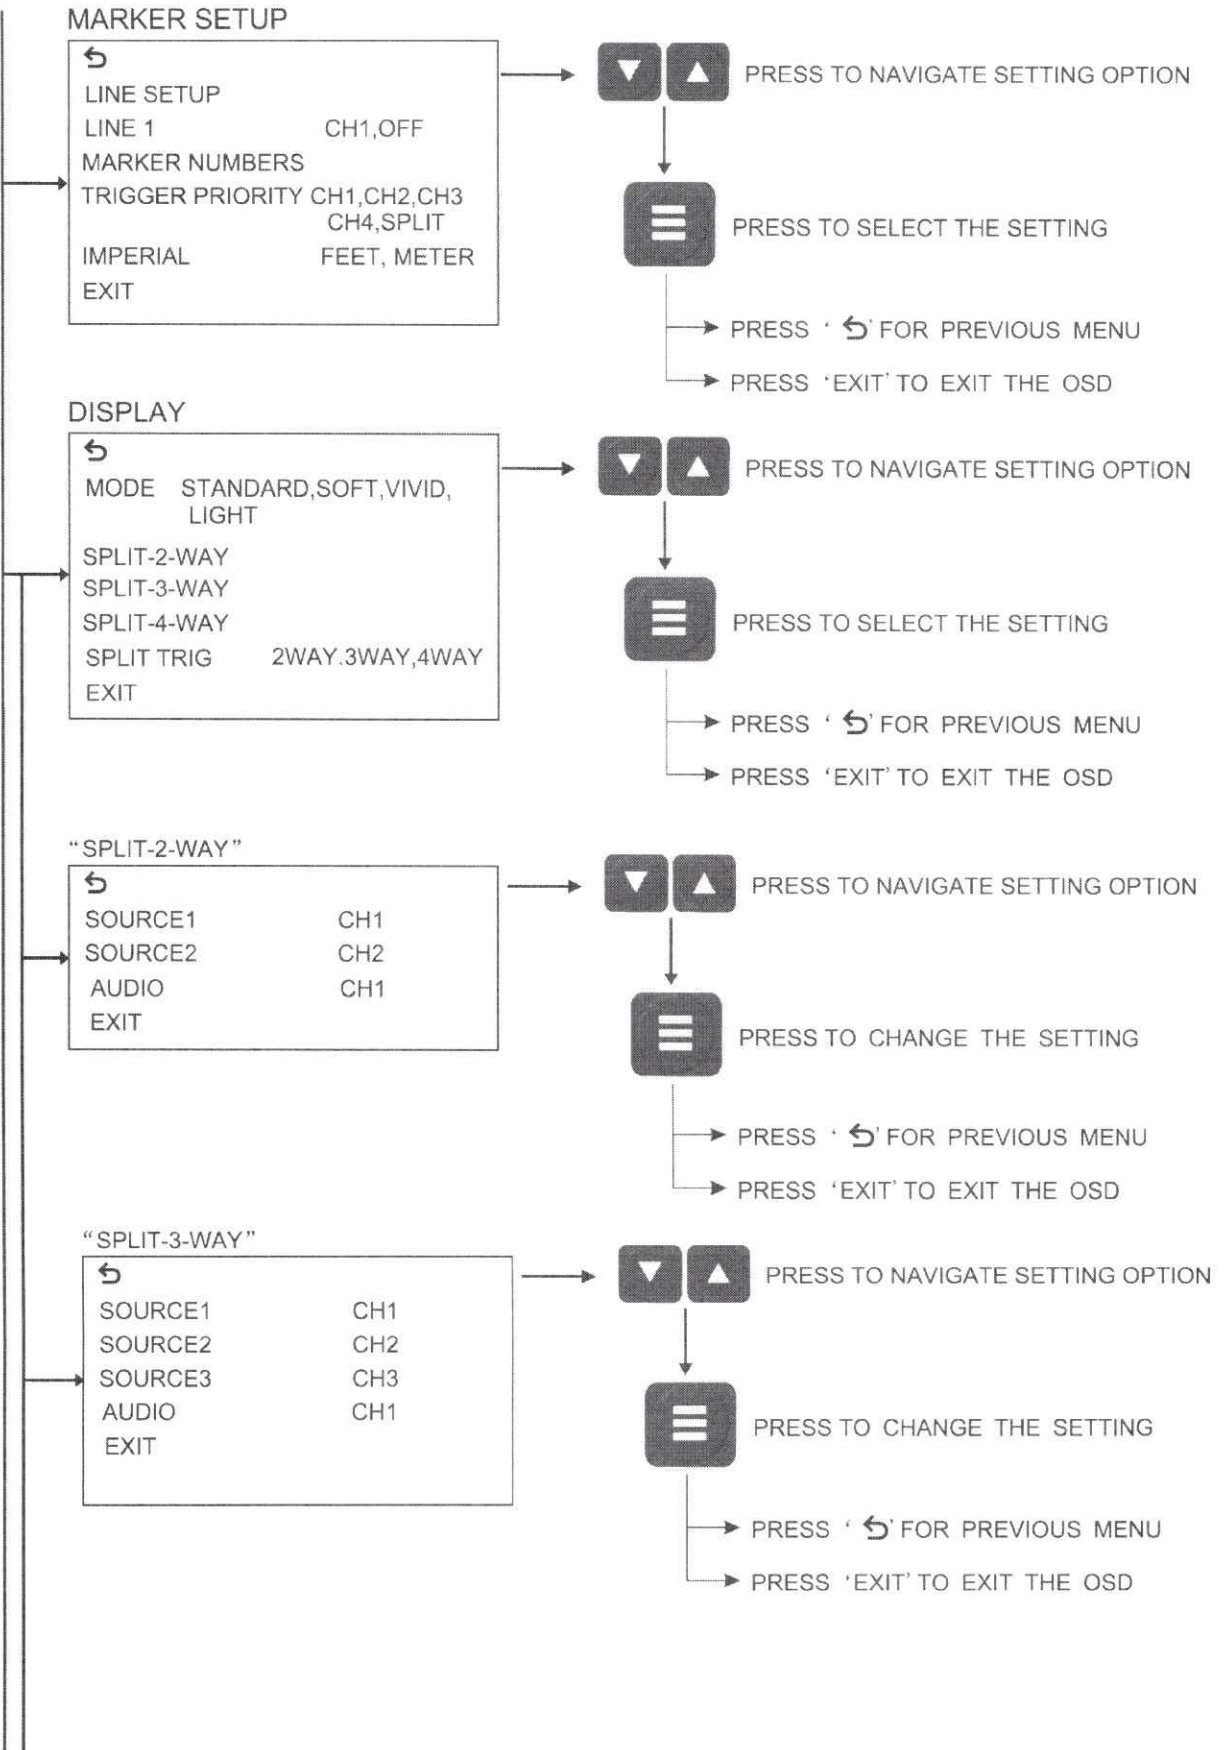 MARKER SETUP
LINE SETUP
LINE 1 CH1,OFF
MARKER NUMBERS
TRIGGER PRIORITY CH1,CH2,CH3
CH4,SPLIT
IMPERIAL FEET, METER
EXIT
PRESS TO NAVIGATE SETTING OPTION
PRESS TO SELECT THE SETTING
PRESS ‘ ⮌’ FOR PREVIOUS MENU
PRESS ‘EXIT’ TO EXIT THE OSD
DISPLAY
MODE STANDARD,SOFT,VIVID,
LIGHT
SPLIT-2-WAY
SPLIT-3-WAY
SPLIT-4-WAY
SPLIT TRIG 2WAY.3WAY,4WAY
EXIT
PRESS TO NAVIGATE SETTING OPTION
PRESS TO SELECT THE SETTING
PRESS ‘ ⮌’ FOR PREVIOUS MENU
PRESS ‘EXIT’ TO EXIT THE OSD
“SPLIT-2-WAY”
SOURCE1 CH1
SOURCE2 CH2
AUDIO CH1
EXIT
PRESS TO NAVIGATE SETTING OPTION
PRESS TO CHANGE THE SETTING
PRESS ‘ ⮌’ FOR PREVIOUS MENU
PRESS ‘EXIT’ TO EXIT THE OSD
“SPLIT-3-WAY”
SOURCE1 CH1
SOURCE2 CH2
SOURCE3 CH3
AUDIO CH1
EXIT
PRESS TO NAVIGATE SETTING OPTION
PRESS TO CHANGE THE SETTING
PRESS ‘ ⮌’ FOR PREVIOUS MENU
PRESS ‘EXIT’ TO EXIT THE OSD